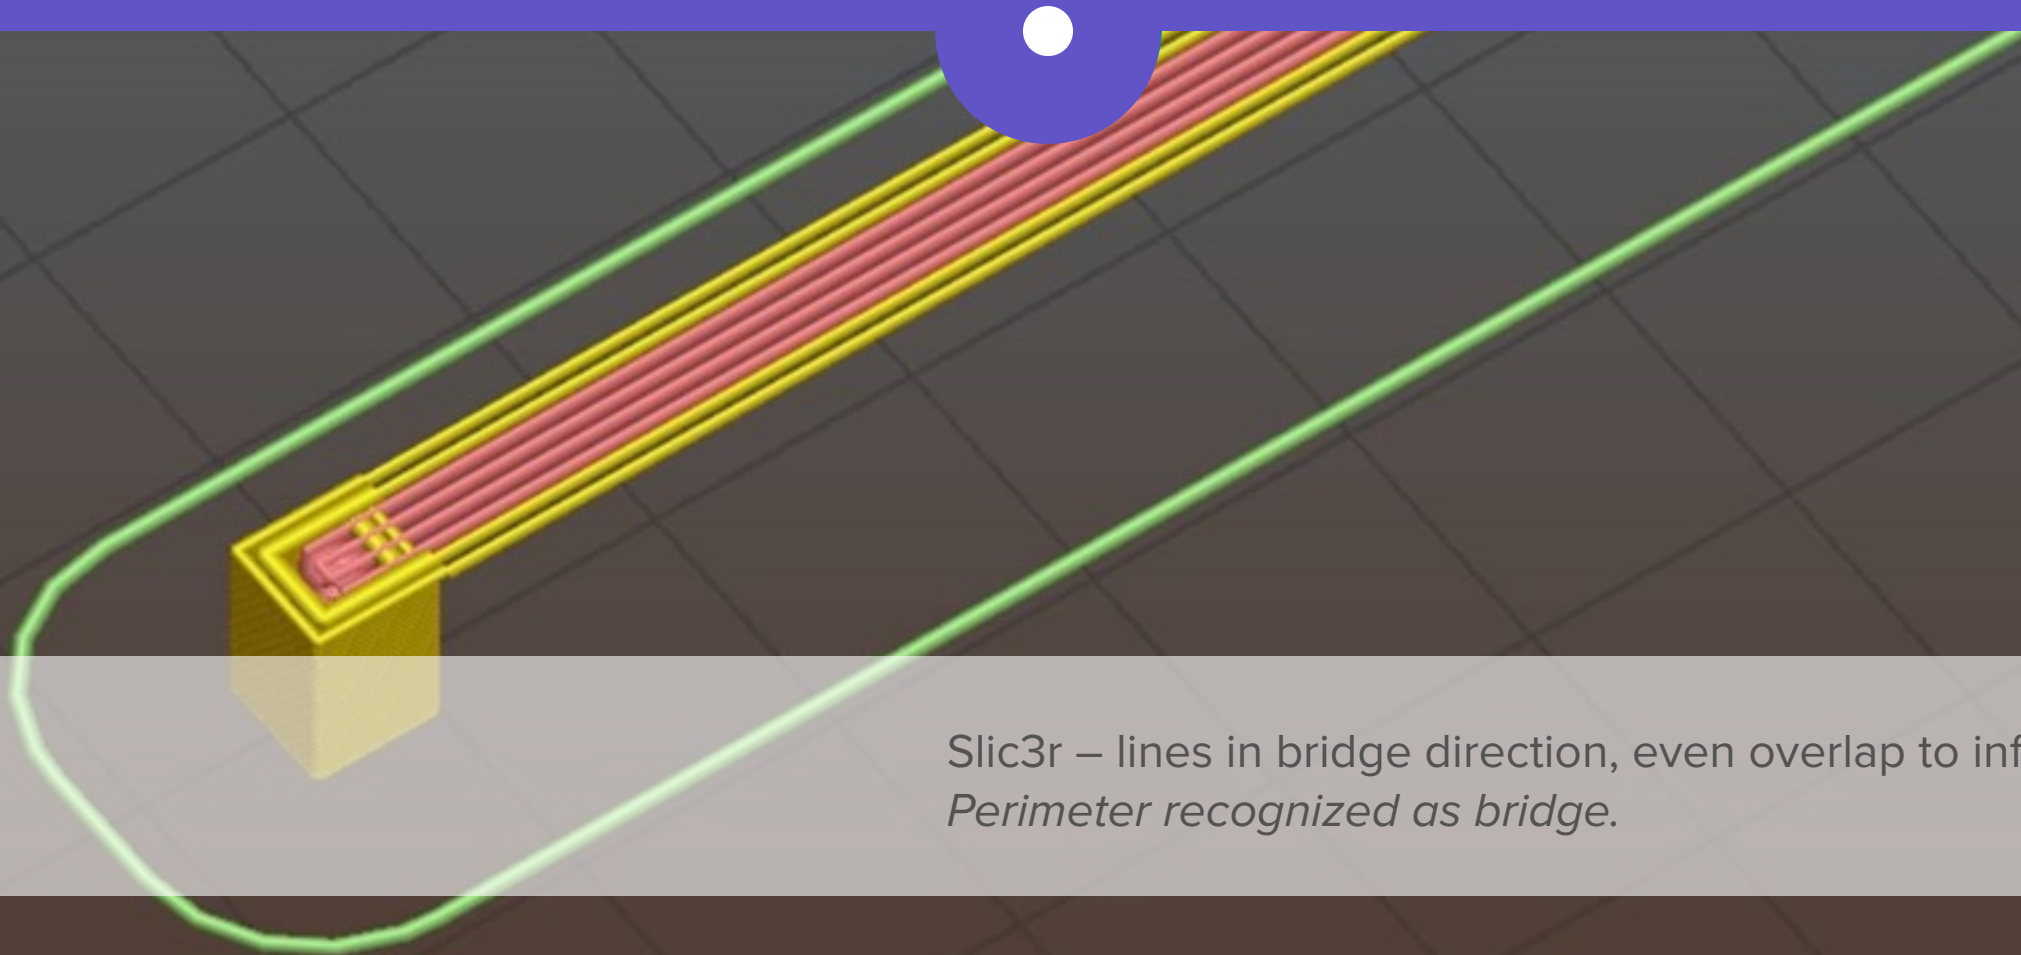 Slic3r – lines in bridge direction, even overlap to
Perimeter recognized as bridge.